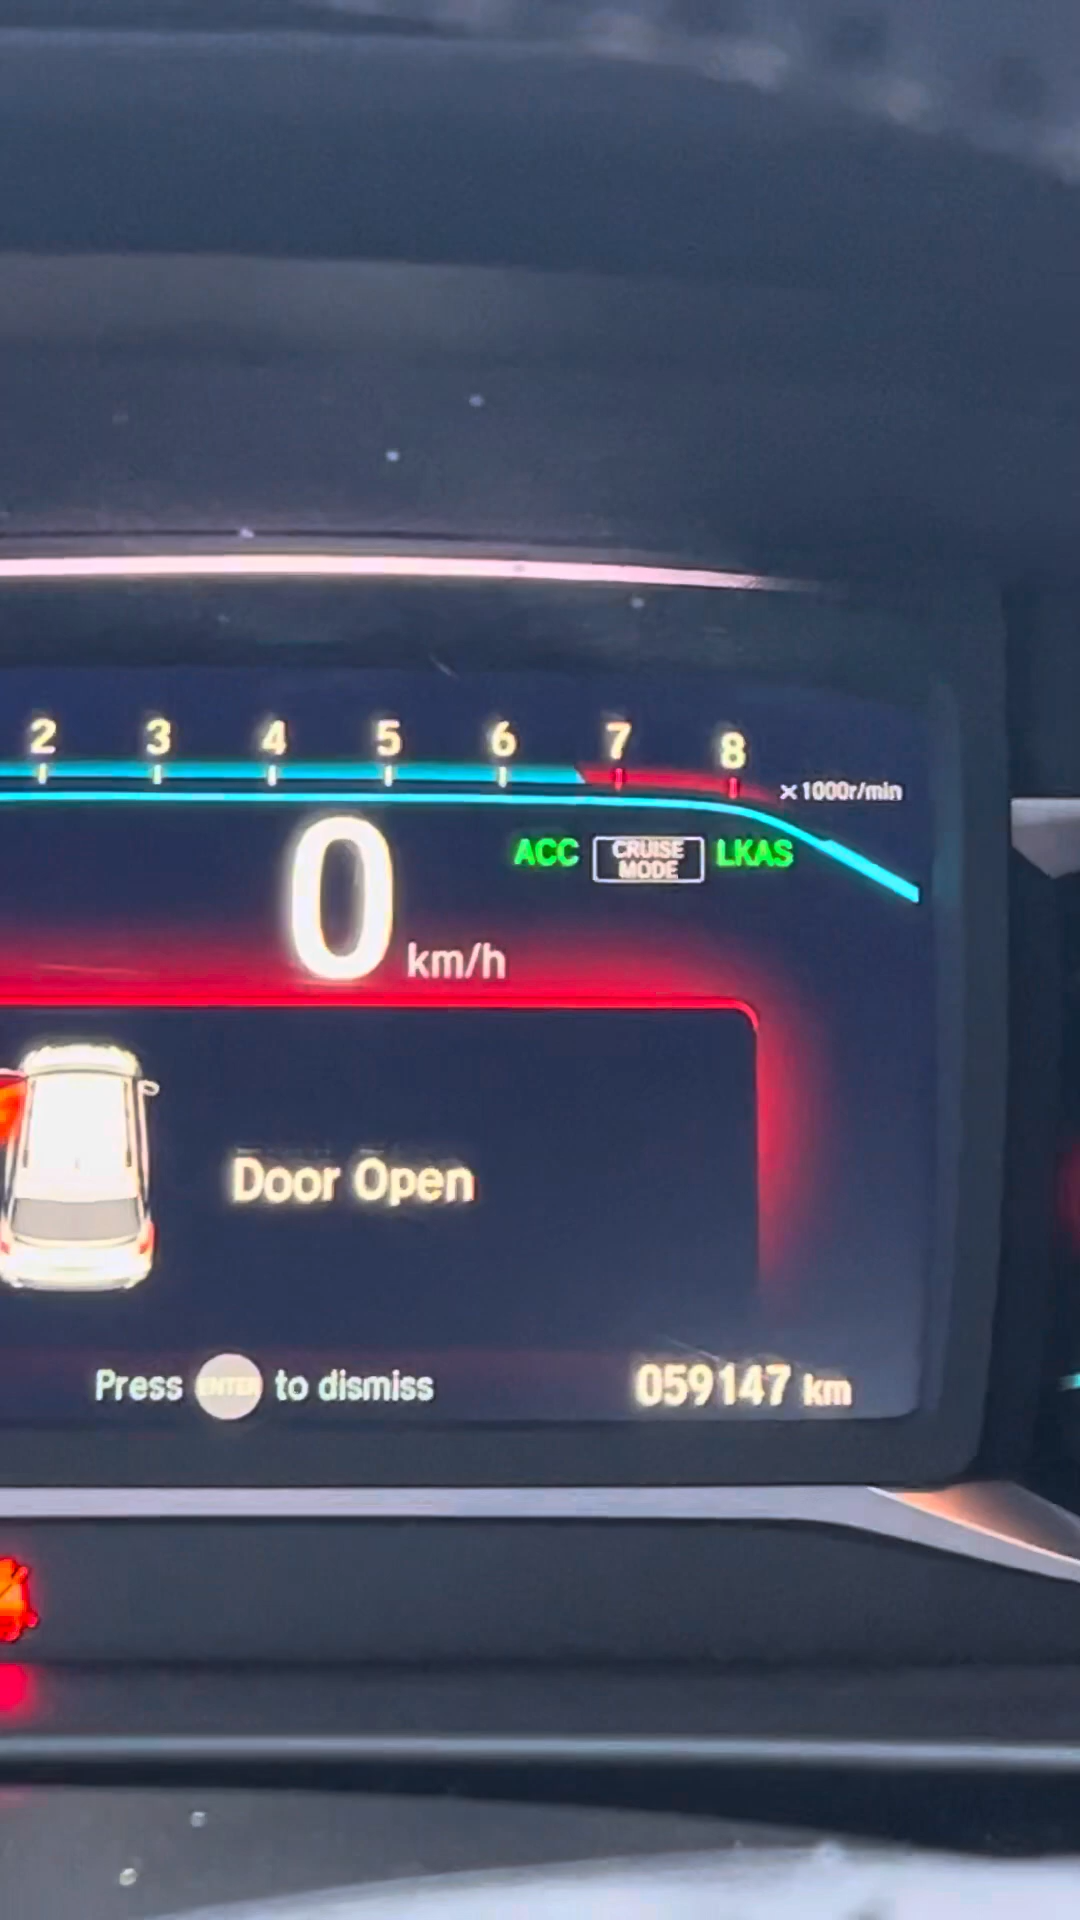 2 3 4 5 6 7 8
×1000r/min
ACC CRUISE MODE LKAS
0 km/h
Door Open
Press ENTER to dismiss
059147 km